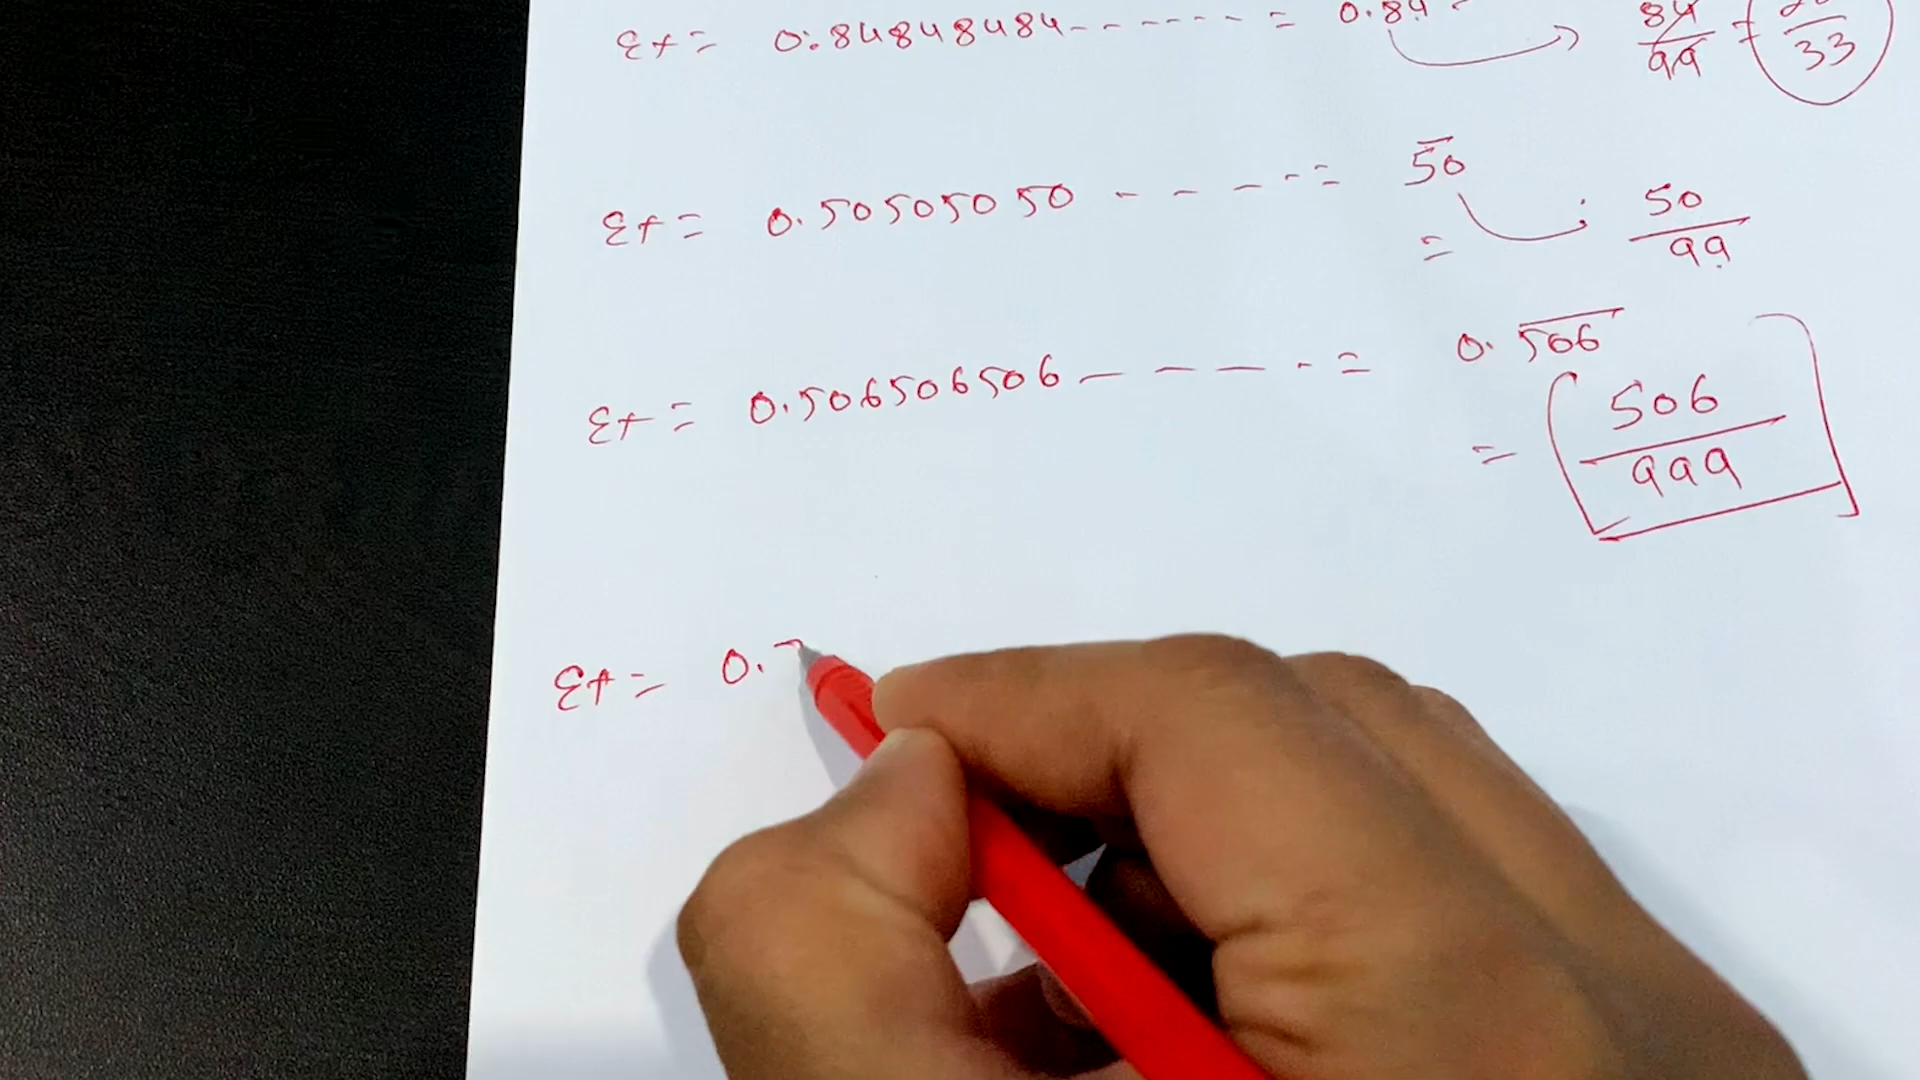 Ex = 0.84848484------ = 0.84 84/99 = 33
Ex = 0.50505050 ----- = 50
= 50/99
Ex = 0.506506506----- = 0.506
= 506/999
Ex = 0.